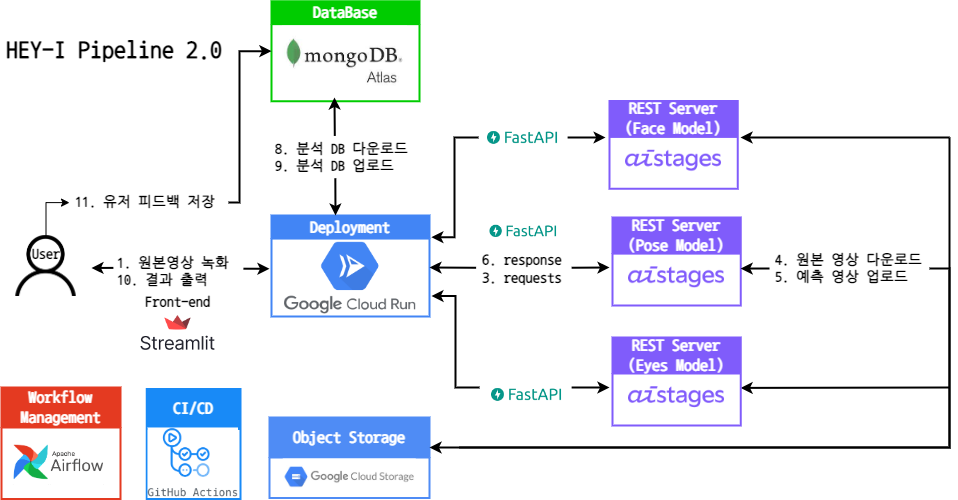 HEY-I Pipeline 2.0
DataBase
mongoDB®
Atlas
8. 분석 DB 다운로드
9. 분석 DB 업로드
11. 유저 피드백 저장
User
1. 원본영상 녹화
10. 결과 출력
Front-end
Streamlit
Deployment
Google Cloud Run
FastAPI
FastAPI
6. response
3. requests
FastAPI
REST Server
(Face Model)
aistages
REST Server
(Pose Model)
aistages
4. 원본 영상 다운로드
5. 예측 영상 업로드
REST Server
(Eyes Model)
aistages
Workflow
Management
Apache
Airflow
CI/CD
GitHub Actions
Object Storage
Google Cloud Storage